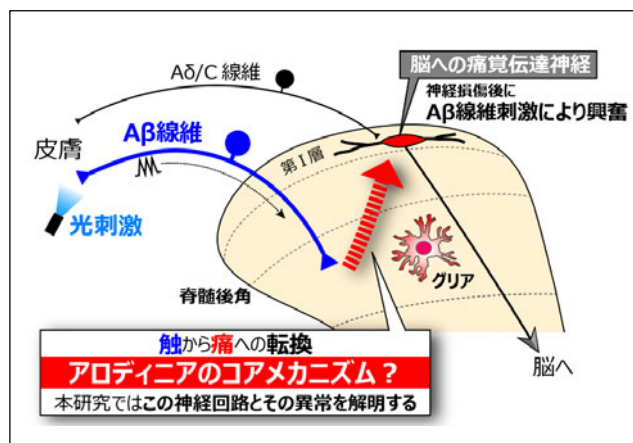 脳への痛覚伝達神経
神経損傷後に
Aβ線維刺激により興奮
Aδ/C 線維
Aβ線維
皮膚
第Ⅰ層
光刺激
グリア
脊髄後角
触から痛への転換
アロディニアのコアメカニズム？
本研究ではこの神経回路とその異常を解明する
脳へ